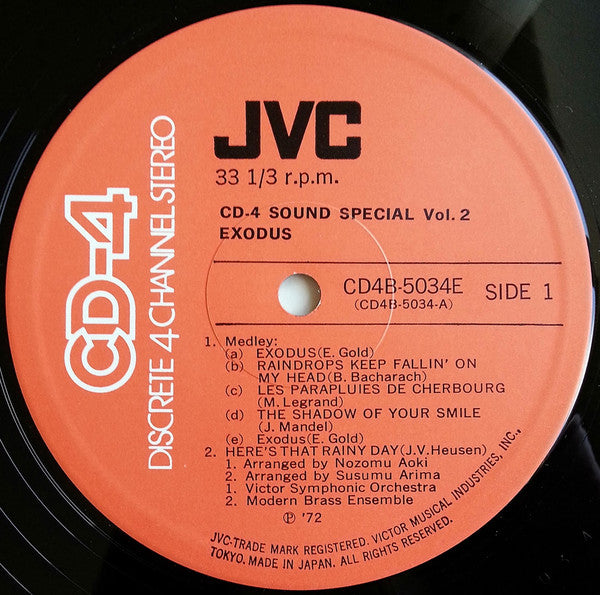 CD-4
DISCRETE 4 CHANNEL STEREO
JVC
33 1/3 r.p.m.
CD-4 SOUND SPECIAL Vol. 2
EXODUS
CD4B-5034E
(CD4B-5034-A)
SIDE 1
1. Medley:
(a) EXODUS(E. Gold)
(b) RAINDROPS KEEP FALLIN' ON
MY HEAD(B. Bacharach)
(c) LES PARAPLUIES DE CHERBOURG
(M. Legrand)
(d) THE SHADOW OF YOUR SMILE
(J. Mandel)
(e) Exodus(E. Gold)
2. HERE'S THAT RAINY DAY(J.V.Heusen)
1. Arranged by Nozomu Aoki
2. Arranged by Susumu Arima
1. Victor Symphonic Orchestra
2. Modern Brass Ensemble
℗ '72
JVC-TRADE MARK REGISTERED. VICTOR MUSICAL INDUSTRIES, INC.,
TOKYO. MADE IN JAPAN. ALL RIGHTS RESERVED.